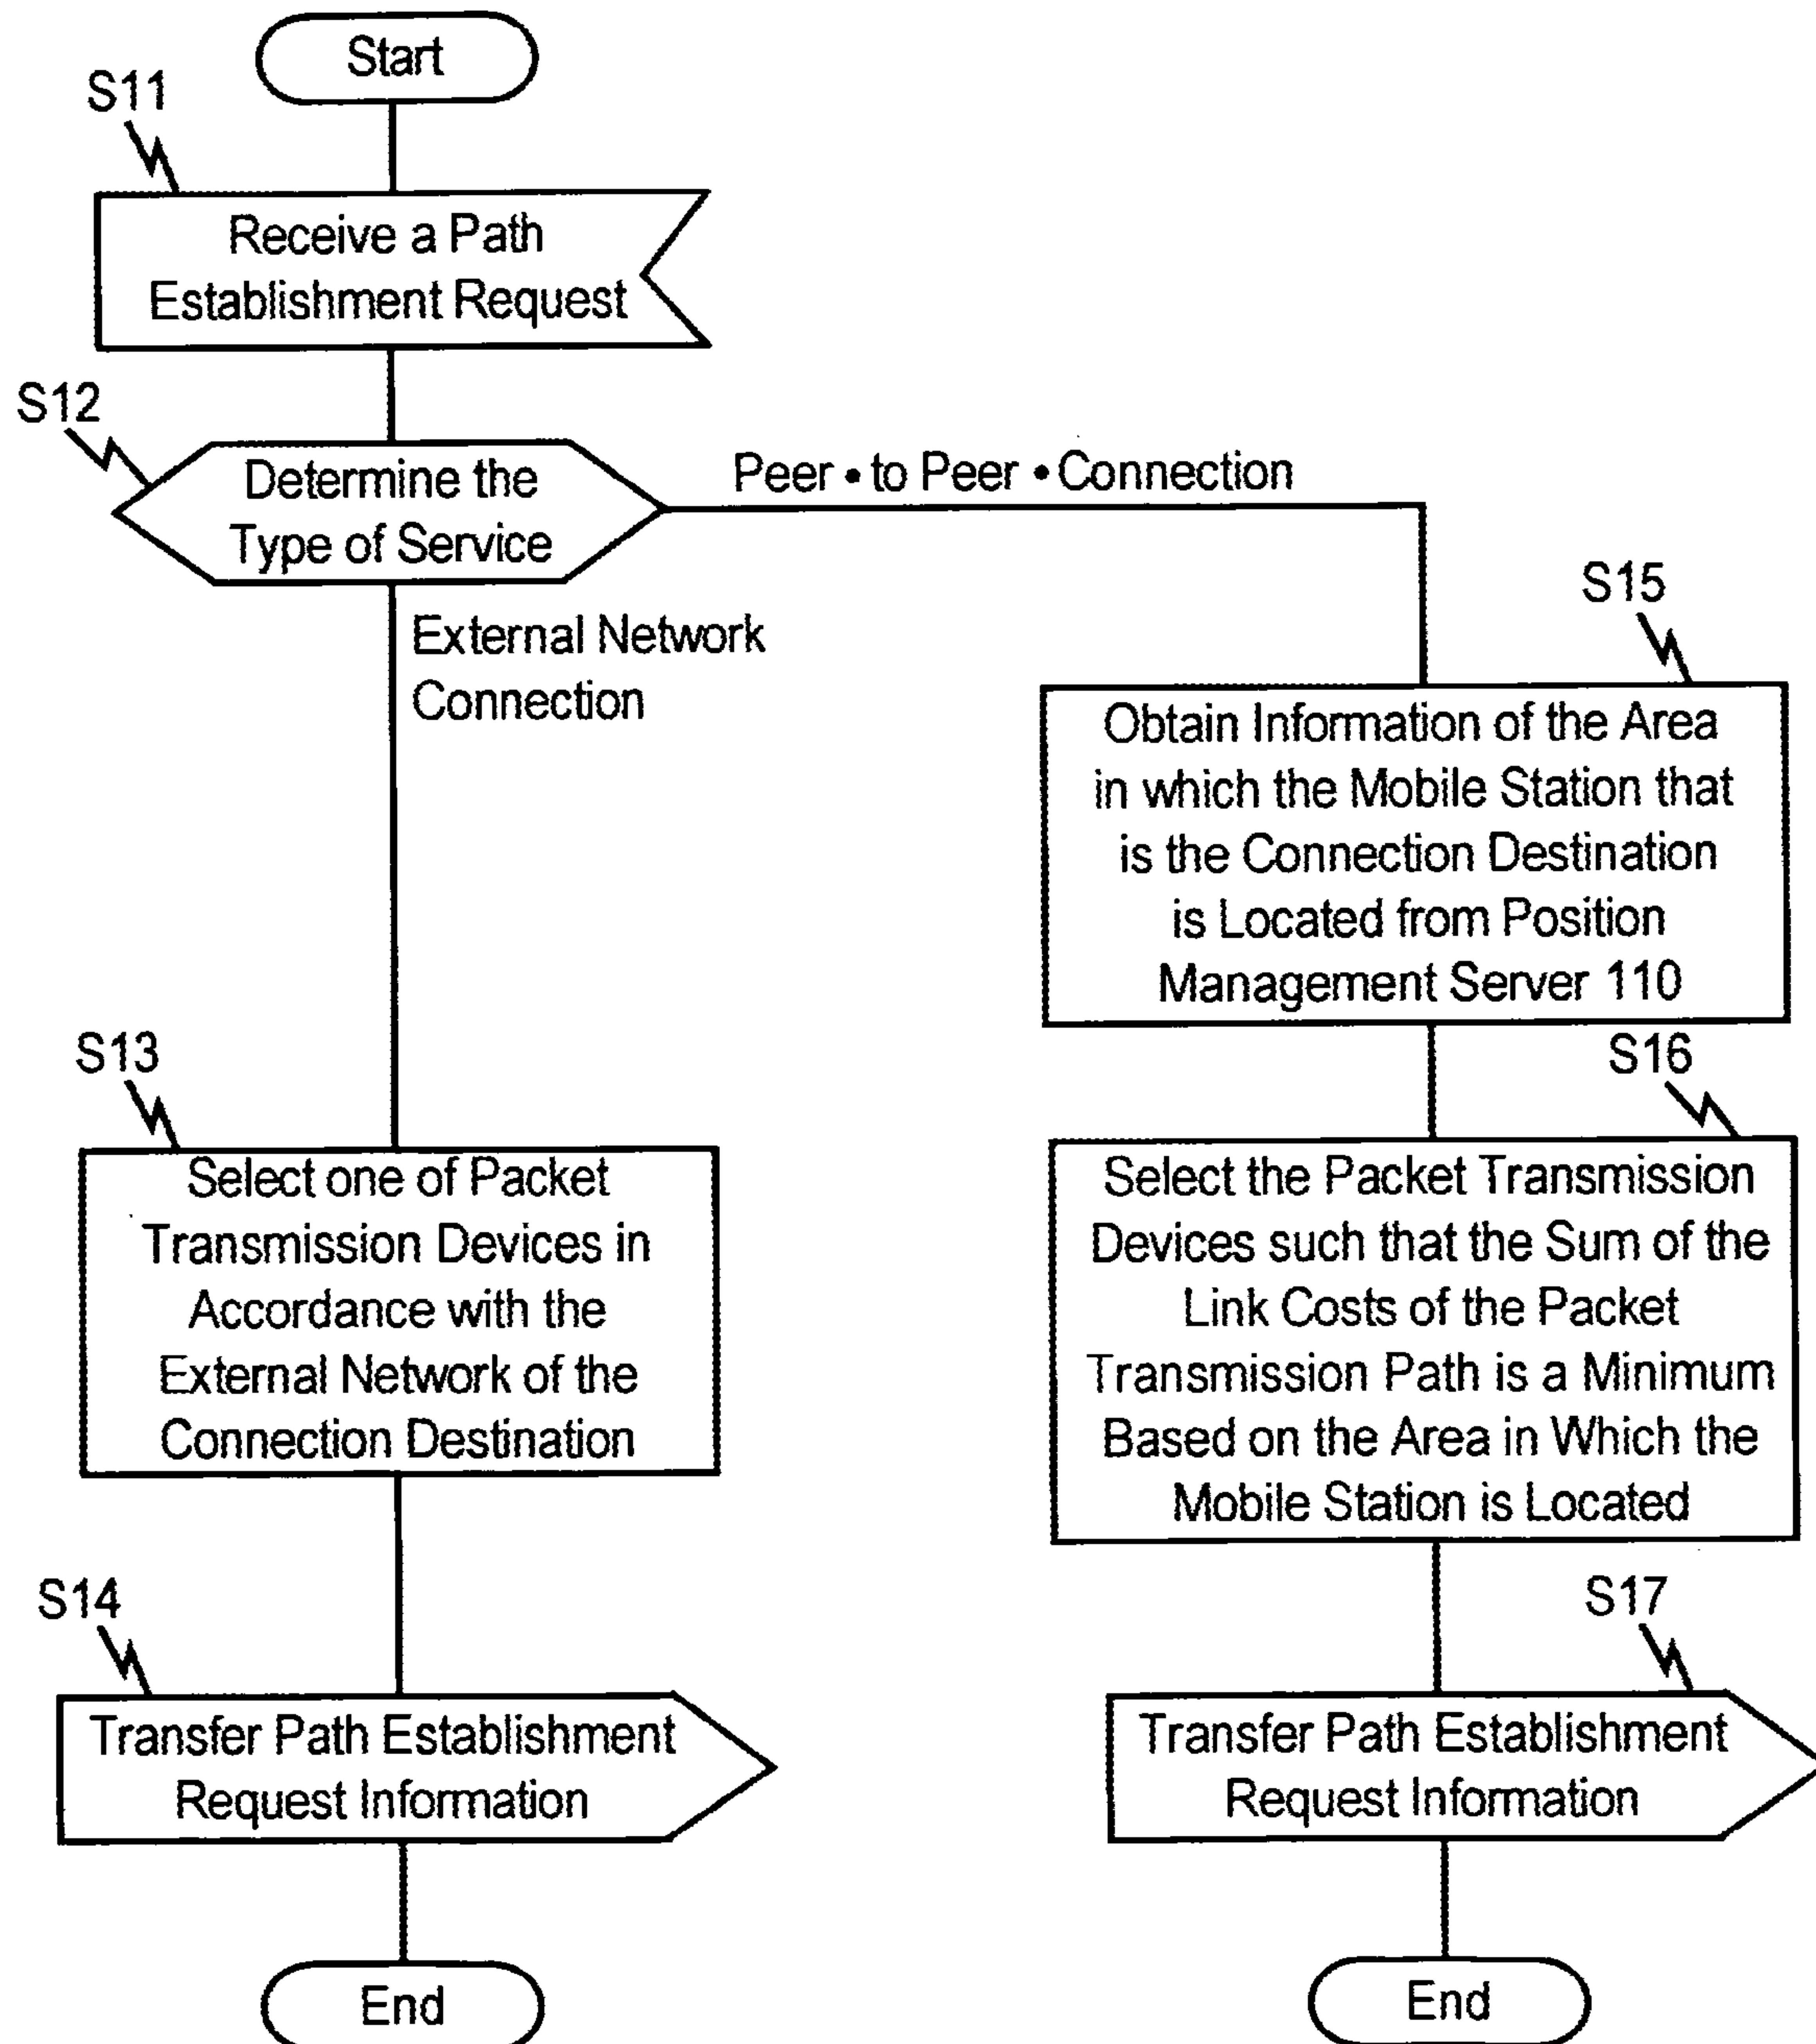 Start
S11
Receive a Path
Establishment Request
S12
Determine the
Type of Service
Peer • to Peer • Connection
External Network
Connection
S15
Obtain Information of the Area
in which the Mobile Station that
is the Connection Destination
is Located from Position
Management Server 110
S13
Select one of Packet
Transmission Devices in
Accordance with the
External Network of the
Connection Destination
S16
Select the Packet Transmission
Devices such that the Sum of the
Link Costs of the Packet
Transmission Path is a Minimum
Based on the Area in Which the
Mobile Station is Located
S14
Transfer Path Establishment
Request Information
End
S17
Transfer Path Establishment
Request Information
End